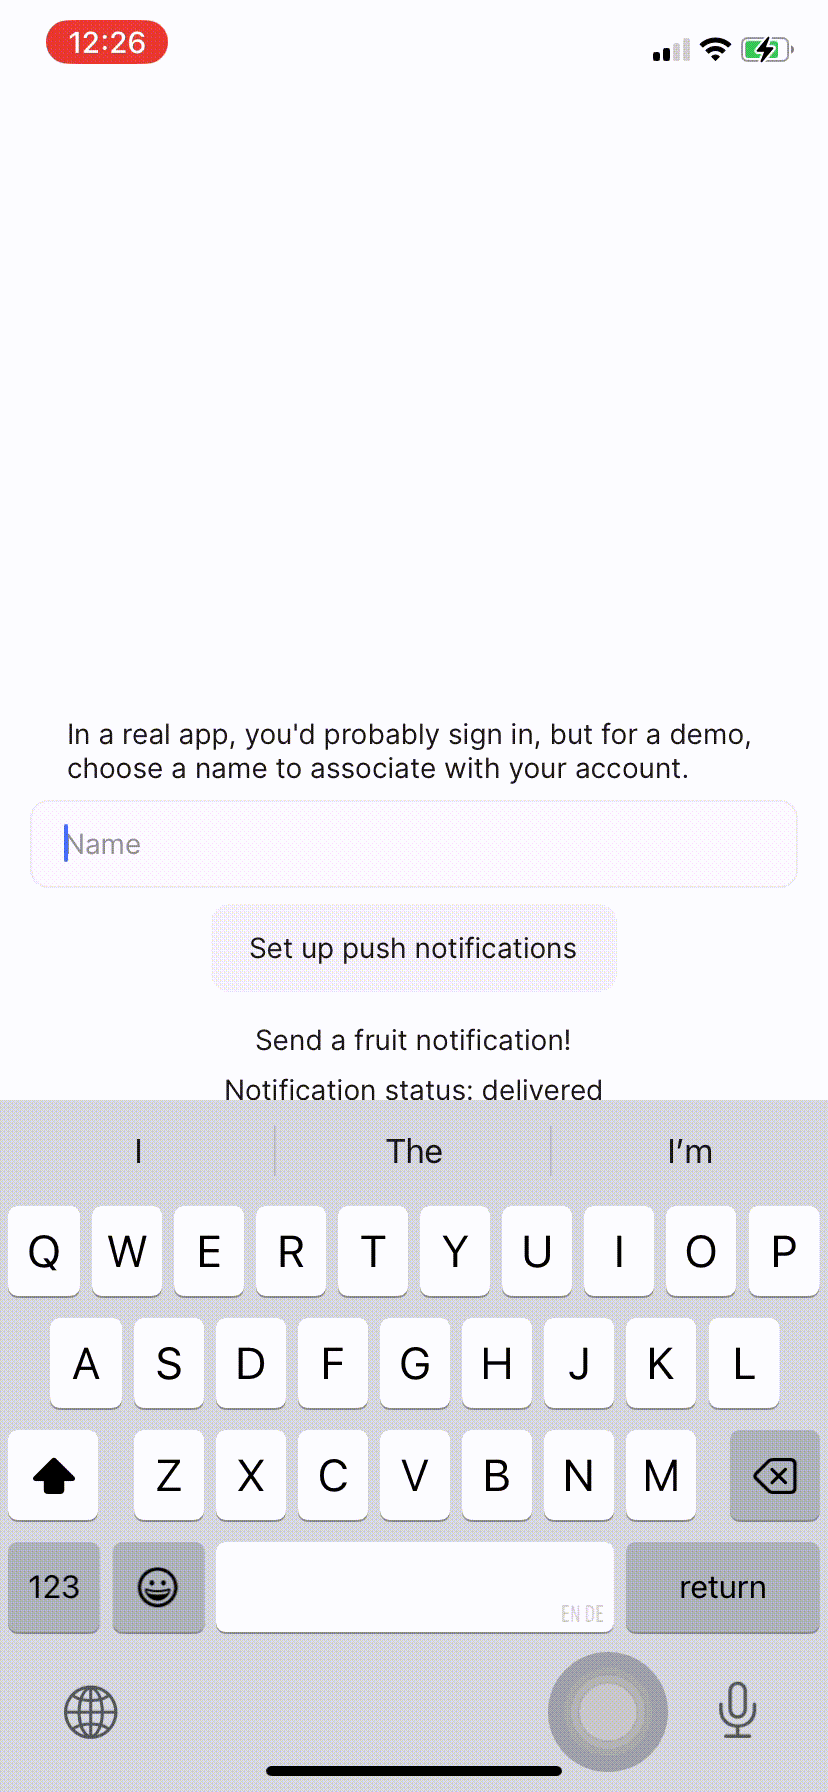 12:26
In a real app, you'd probably sign in, but for a demo,
choose a name to associate with your account.
Name
Set up push notifications
Send a fruit notification!
Notification status: delivered
I The I’m
Q W E R T Y U I O P
A S D F G H J K L
Z X C V B N M
123 return
EN DE